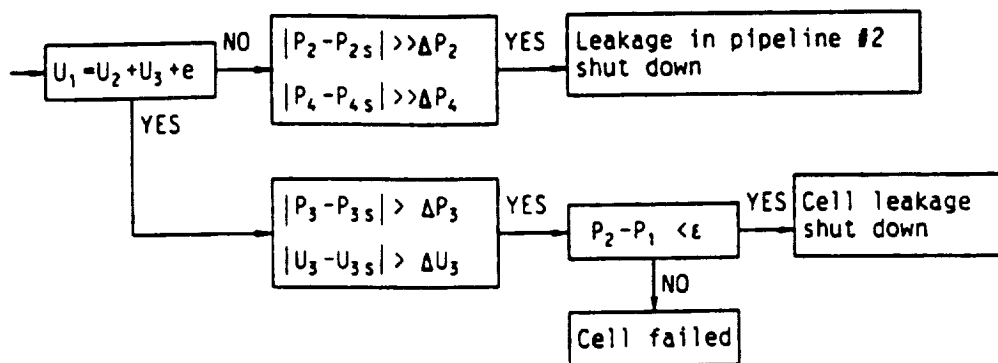 U₁ =U₂ +U₃ +e
NO
|P₂-P₂ₛ| >>ΔP₂
|P₄-P₄ₛ| >>ΔP₄
YES
Leakage in pipeline #2
shut down
YES
|P₃-P₃ₛ| > ΔP₃
|U₃-U₃ₛ| > ΔU₃
YES
P₂-P₁ <ε
YES
Cell leakage
shut down
NO
Cell failed